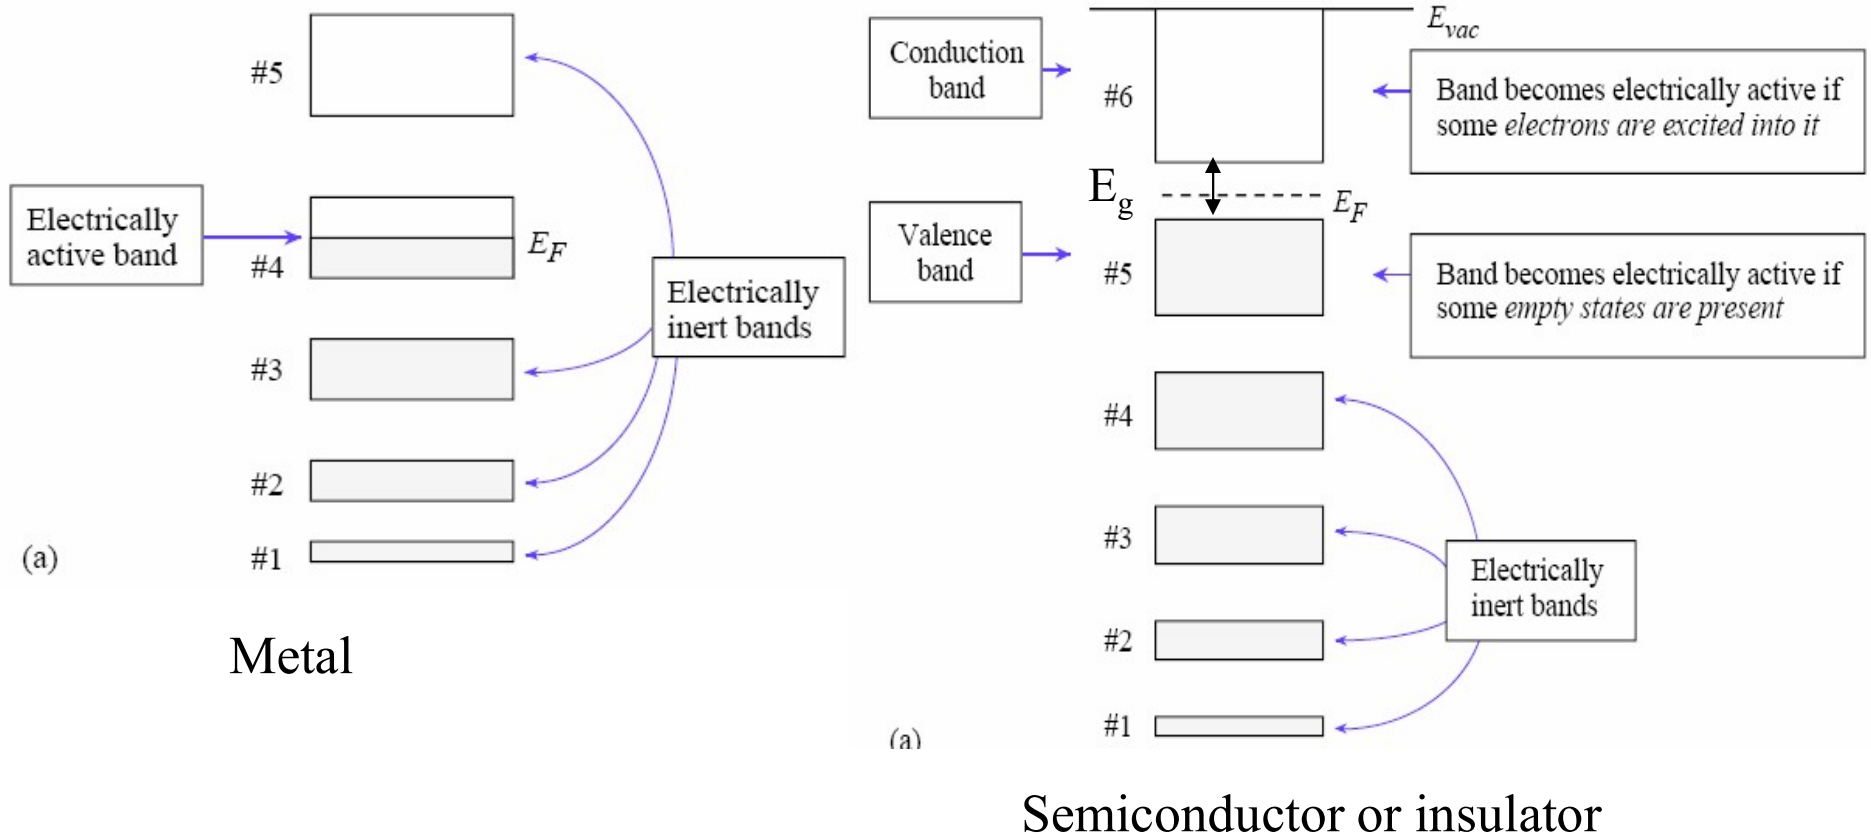 #5
Electrically
active band
#4
E_F
Electrically
inert bands
#3
#2
#1
(a)
Metal
E_vac
Conduction
band
#6
Band becomes electrically active if
some electrons are excited into it
E_g
E_F
Valence
band
#5
Band becomes electrically active if
some empty states are present
#4
#3
Electrically
inert bands
#2
#1
(a)
Semiconductor or insulator